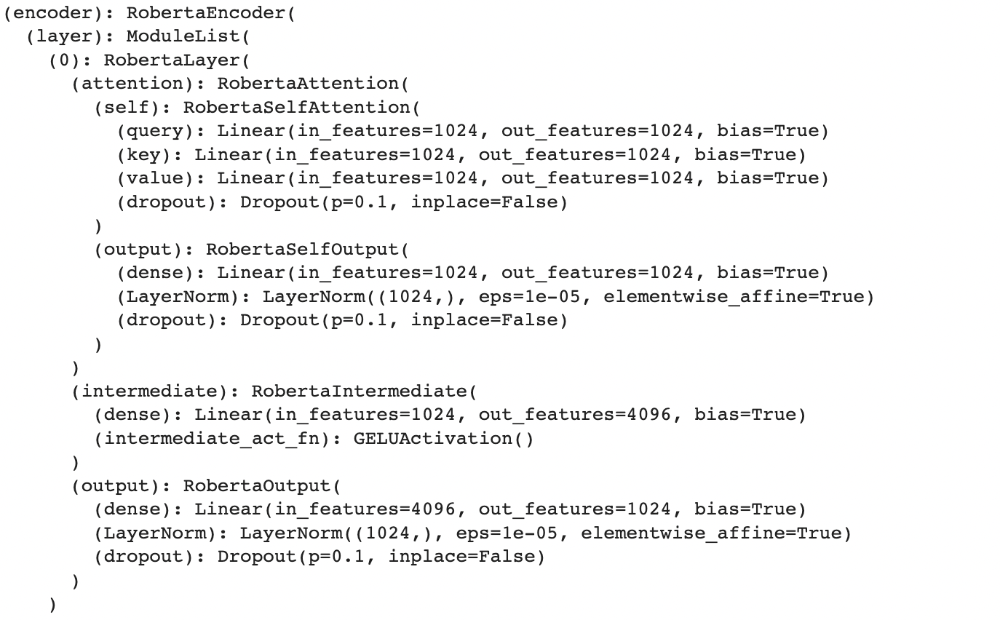 (encoder): RobertaEncoder(
  (layer): ModuleList(
    (0): RobertaLayer(
      (attention): RobertaAttention(
        (self): RobertaSelfAttention(
          (query): Linear(in_features=1024, out_features=1024, bias=True)
          (key): Linear(in_features=1024, out_features=1024, bias=True)
          (value): Linear(in_features=1024, out_features=1024, bias=True)
          (dropout): Dropout(p=0.1, inplace=False)
        )
        (output): RobertaSelfOutput(
          (dense): Linear(in_features=1024, out_features=1024, bias=True)
          (LayerNorm): LayerNorm((1024,), eps=1e-05, elementwise_affine=True)
          (dropout): Dropout(p=0.1, inplace=False)
        )
      )
      (intermediate): RobertaIntermediate(
        (dense): Linear(in_features=1024, out_features=4096, bias=True)
        (intermediate_act_fn): GELUActivation()
      )
      (output): RobertaOutput(
        (dense): Linear(in_features=4096, out_features=1024, bias=True)
        (LayerNorm): LayerNorm((1024,), eps=1e-05, elementwise_affine=True)
        (dropout): Dropout(p=0.1, inplace=False)
      )
    )